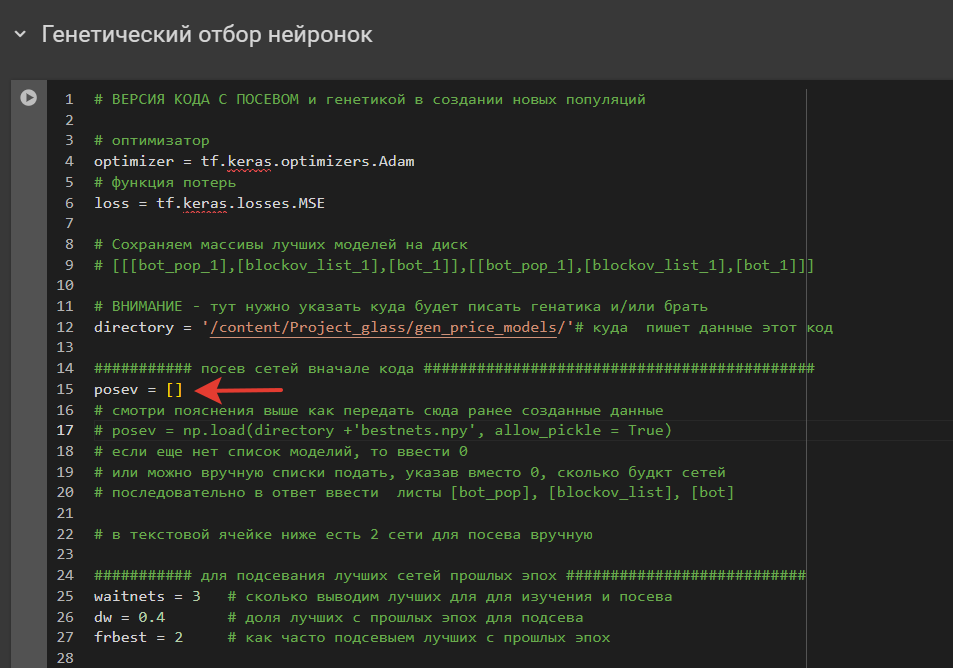 Генетический отбор нейронок
1 # ВЕРСИЯ КОДА С ПОСЕВОМ и генетикой в создании новых популяций
2
3 # оптимизатор
4 optimizer = tf.keras.optimizers.Adam
5 # функция потерь
6 loss = tf.keras.losses.MSE
7
8 # Сохраняем массивы лучших моделей на диск
9 # [[[bot_pop_1],[blockov_list_1],[bot_1]],[[bot_pop_1],[blockov_list_1],[bot_1]]]
10
11 # ВНИМАНИЕ - тут нужно указать куда будет писать генатика и/или брать
12 directory = '/content/Project_glass/gen_price_models/'# куда  пишет данные этот код
13
14 ########### посев сетей вначале кода ############################################
15 posev = []
16 # смотри пояснения выше как передать сюда ранее созданные данные
17 # posev = np.load(directory +'bestnets.npy', allow_pickle = True)
18 # если еще нет список моделий, то ввести 0
19 # или можно вручную списки подать, указав вместо 0, сколько будкт сетей
20 # последовательно в ответ ввести  листы [bot_pop], [blockov_list], [bot]
21
22 # в текстовой ячейке ниже есть 2 сети для посева вручную
23
24 ########### для подсевания лучших сетей прошлых эпох ###########################
25 waitnets = 3   # сколько выводим лучших для для изучения и посева
26 dw = 0.4       # доля лучших с прошлых эпох для подсева
27 frbest = 2     # как часто подсевыем лучших с прошлых эпох
28